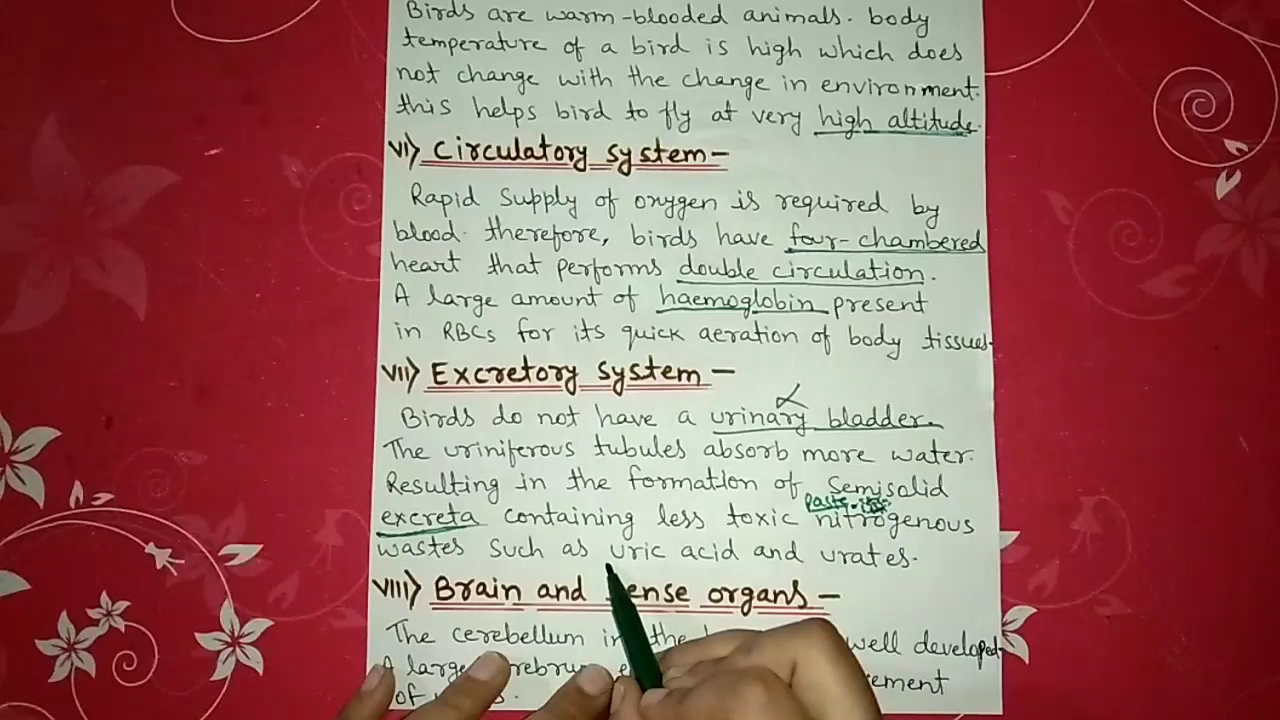 Birds are warm-blooded animals. body
temperature of a bird is high which does
not change with the change in environment.
this helps bird to fly at very high altitude.
VI) Circulatory system-
Rapid Supply of oxygen is required by
blood. therefore, birds have four-chambered
heart that performs double circulation.
A large amount of haemoglobin present
in RBCs for its quick aeration of body tissues.
VII) Excretory system-
Birds do not have a urinary bladder.
The uriniferous tubules absorb more water.
Resulting in the formation of Semisolid
paste
excreta containing less toxic nitrogenous
wastes such as uric acid and urates.
VIII) Brain and sense organs-
The cerebellum in the well developed.
A large
of